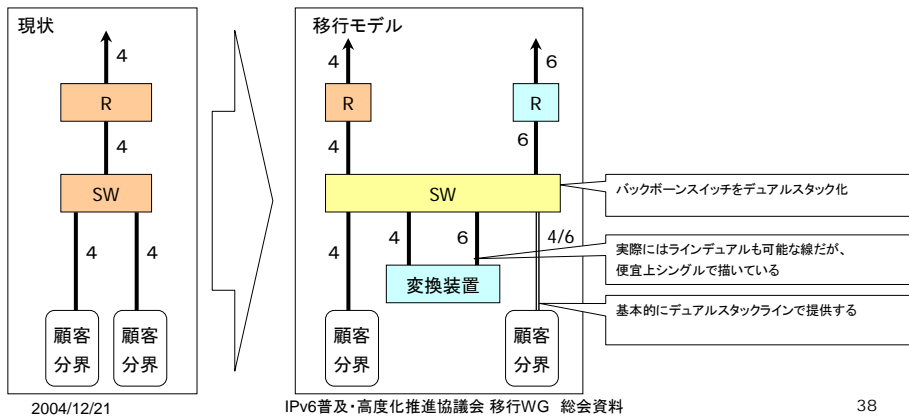 現状
4
R
4
SW
4
4
顧客
分界
顧客
分界
移行モデル
4
6
R
R
4
6
SW
4
4
6
4/6
変換装置
顧客
分界
顧客
分界
バックボーンスイッチをデュアルスタック化
実際にはラインデュアルも可能な線だが、
便宜上シングルで描いている
基本的にデュアルスタックラインで提供する
2004/12/21
IPv6普及・高度化推進協議会 移行WG 総会資料
38